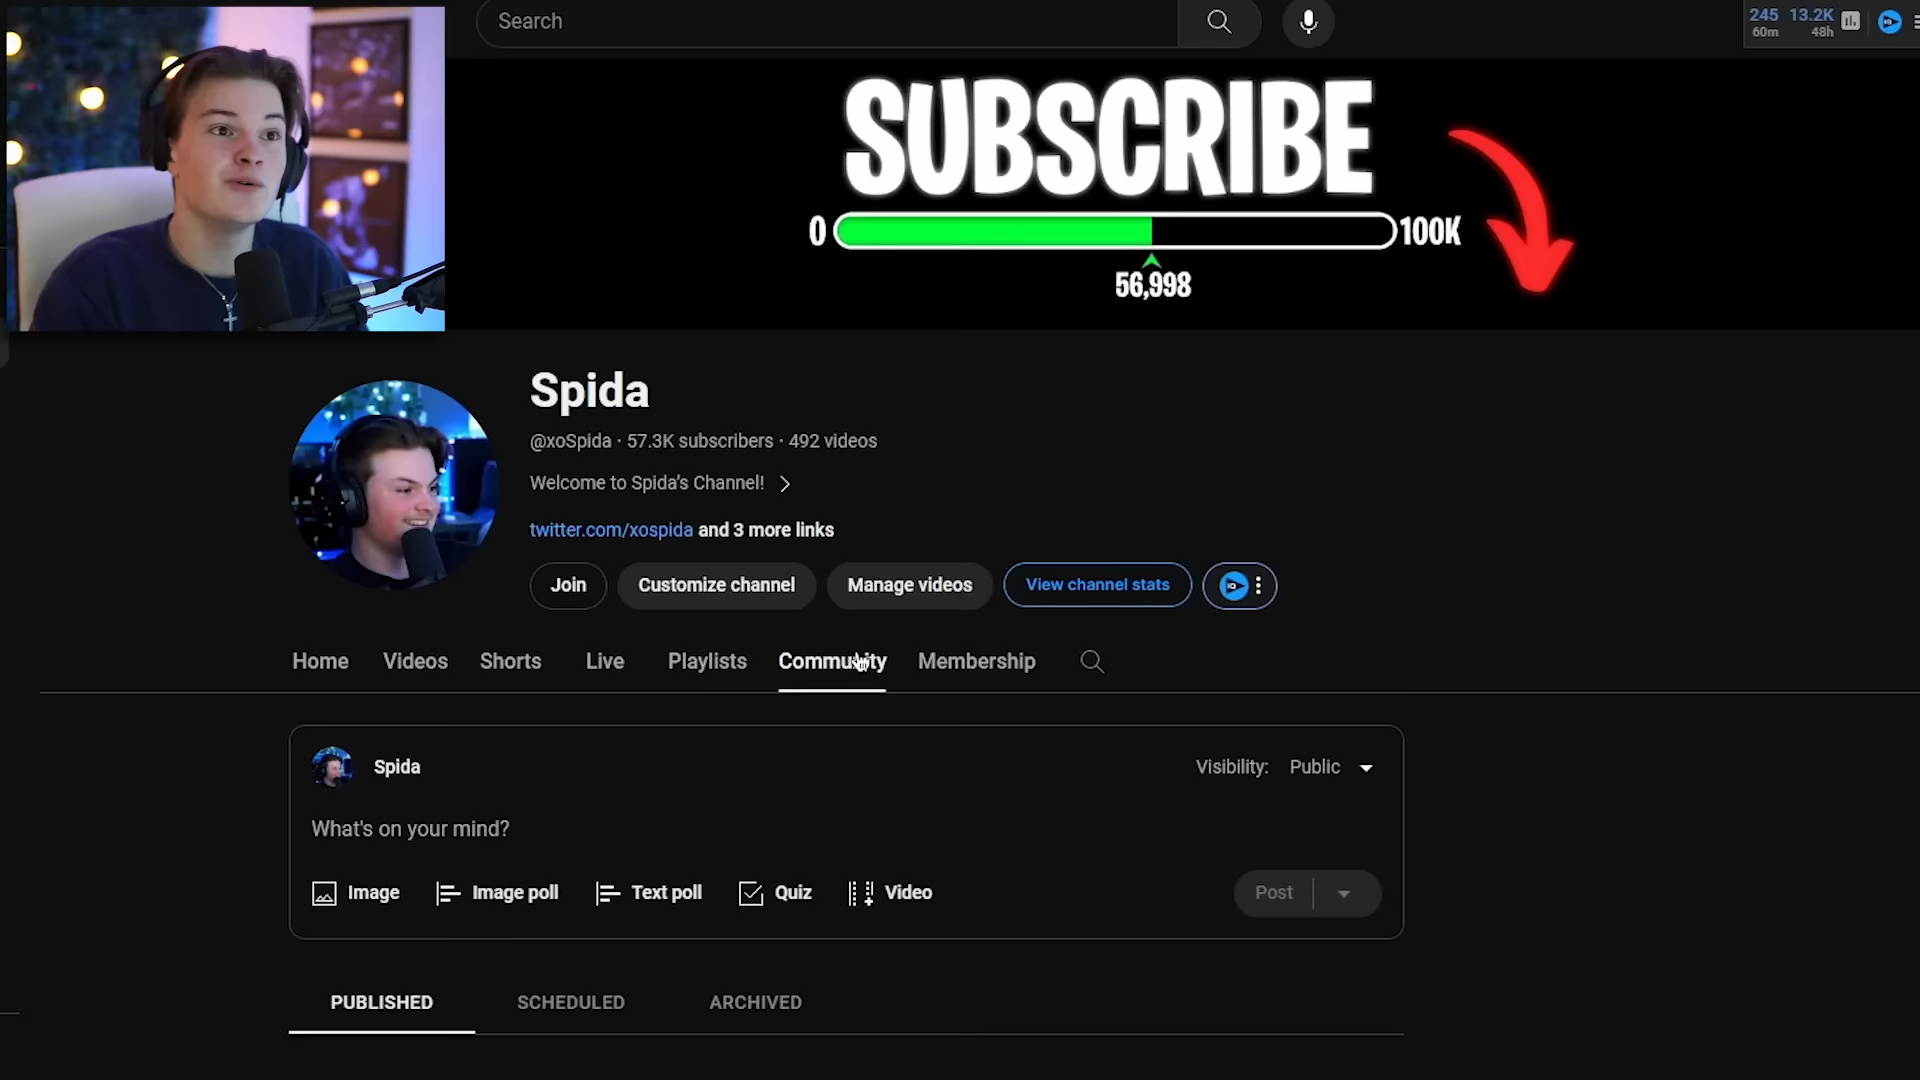 Search
245 13.2K
60m 48h
SUBSCRIBE
0 100K
56,998
Spida
@xoSpida · 57.3K subscribers · 492 videos
Welcome to Spida's Channel!
twitter.com/xospida and 3 more links
Join Customize channel Manage videos View channel stats
Home Videos Shorts Live Playlists Community Membership
Spida Visibility: Public
What's on your mind?
Image Image poll Text poll Quiz Video Post
PUBLISHED SCHEDULED ARCHIVED